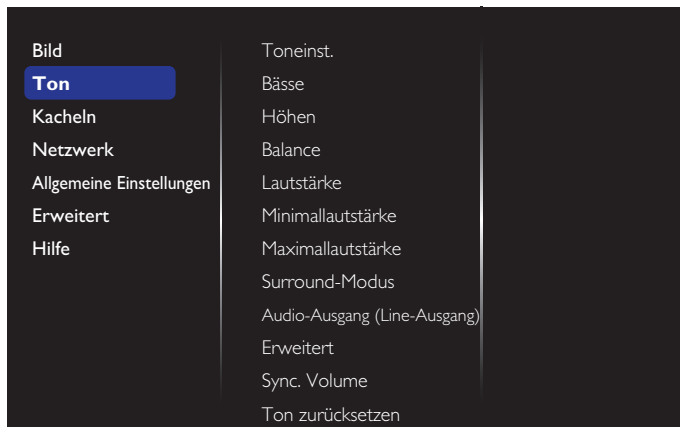 Bild
Ton
Kacheln
Netzwerk
Allgemeine Einstellungen
Erweitert
Hilfe
Toneinst.
Bässe
Höhen
Balance
Lautstärke
Minimallautstärke
Maximallautstärke
Surround-Modus
Audio-Ausgang (Line-Ausgang)
Erweitert
Sync. Volume
Ton zurücksetzen